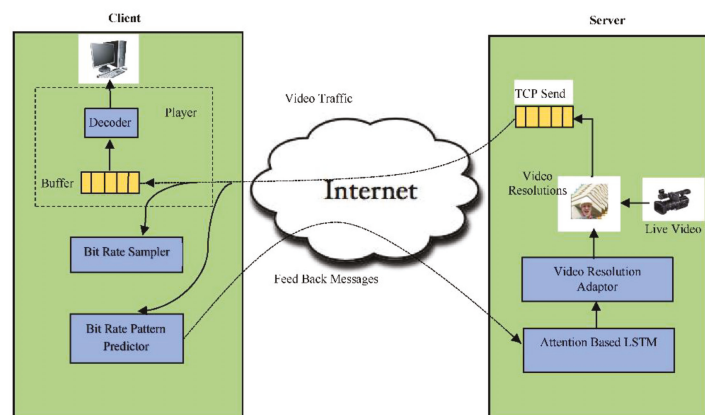 Client
Server
Video Traffic
TCP Send
Decoder
Player
Buffer
Internet
Video
Resolutions
Live Video
Bit Rate Sampler
Feed Back Messages
Video Resolution
Adaptor
Bit Rate Pattern
Predictor
Attention Based LSTM